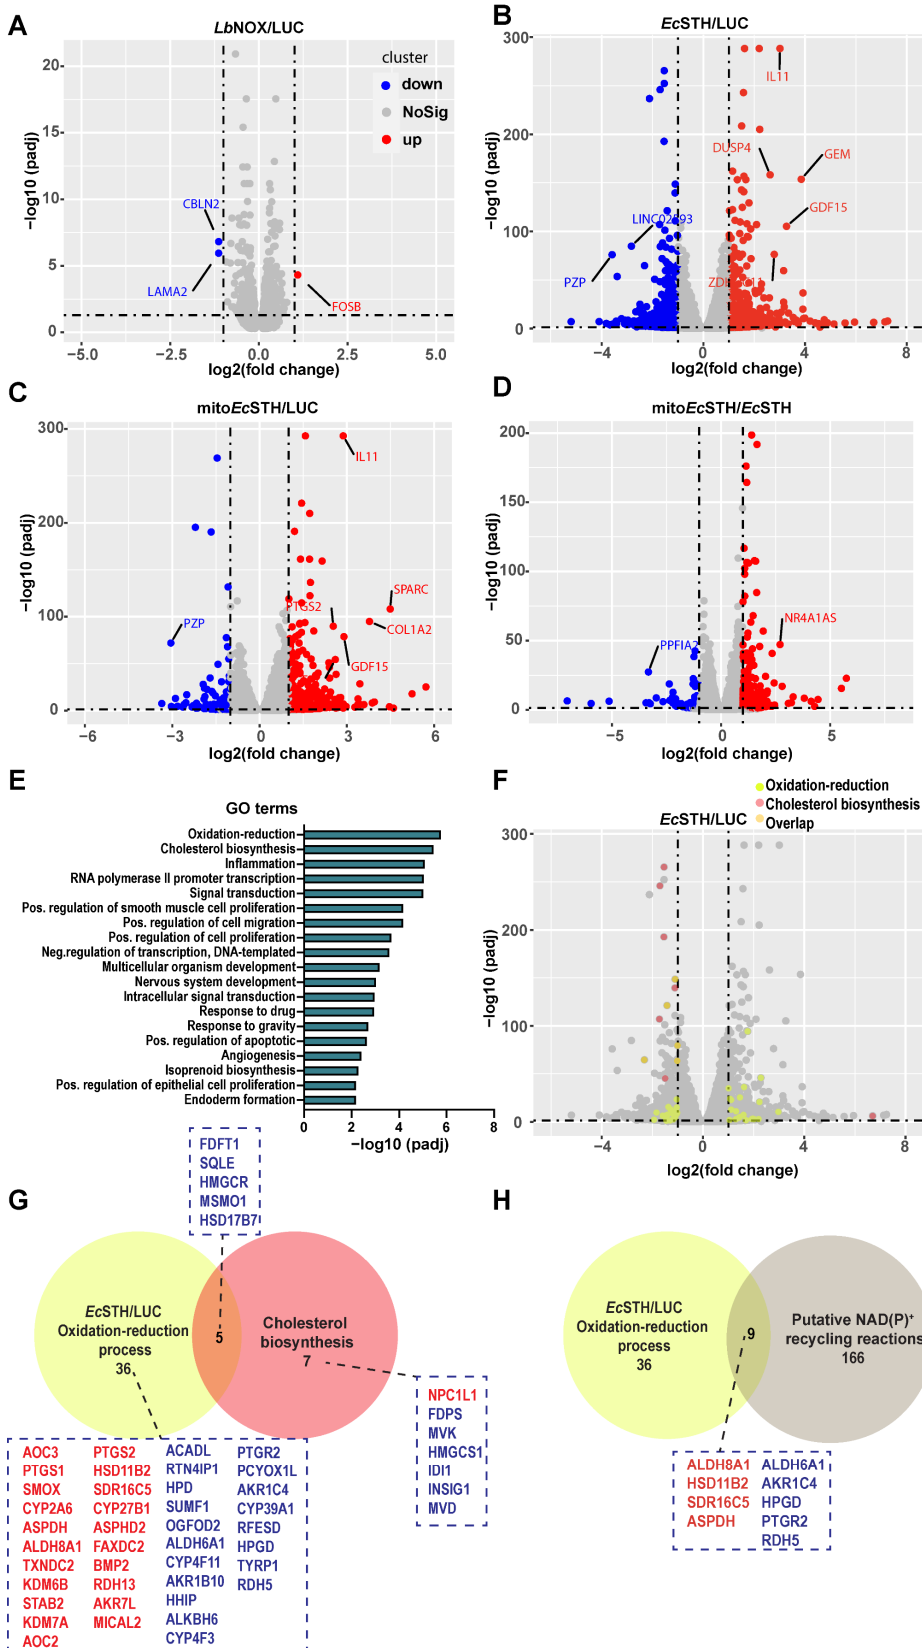 A
LbNOX/LUC
cluster
down
NoSig
up
20
15
10
5
0
−log10 (padj)
CBLN2
LAMA2
FOSB
−5.0
−2.5
0.0
2.5
5.0
log2(fold change)
B
EcSTH/LUC
300
200
100
0
−log10 (padj)
IL11
DUSP4
GEM
GDF15
LINC02593
PZP
−4
0
4
8
log2(fold change)
C
mitoEcSTH/LUC
300
200
100
0
−log10 (padj)
IL11
SPARC
PTGS2
COL1A2
PZP
GDF15
−6
−3
0
3
6
log2(fold change)
D
mitoEcSTH/EcSTH
200
150
100
50
0
−log10 (padj)
NR4A1AS
PPFIA2
−5
0
5
log2(fold change)
E
GO terms
Oxidation-reduction
Cholesterol biosynthesis
Inflammation
RNA polymerase II promoter transcription
Signal transduction
Pos. regulation of smooth muscle cell proliferation
Pos. regulation of cell migration
Pos. regulation of cell proliferation
Neg.regulation of transcription, DNA-templated
Multicellular organism development
Nervous system development
Intracellular signal transduction
Response to drug
Response to gravity
Pos. regulation of apoptotic
Angiogenesis
Isoprenoid biosynthesis
Pos. regulation of epithelial cell proliferation
Endoderm formation
0
2
4
6
8
−log10 (padj)
F
Oxidation-reduction
Cholesterol biosynthesis
Overlap
EcSTH/LUC
300
200
100
0
−log10 (padj)
−4
0
4
8
log2(fold change)
G
FDFT1
SQLE
HMGCR
MSMO1
HSD17B7
EcSTH/LUC
Oxidation-reduction
process
36
5
Cholesterol
biosynthesis
7
NPC1L1
FDPS
MVK
HMGCS1
IDI1
INSIG1
MVD
AOC3
PTGS1
SMOX
CYP2A6
ASPDH
ALDH8A1
TXNDC2
KDM6B
STAB2
KDM7A
AOC2
PTGS2
HSD11B2
SDR16C5
CYP27B1
ASPHD2
FAXDC2
BMP2
RDH13
AKR7L
MICAL2
ACADL
RTN4IP1
HPD
SUMF1
OGFOD2
ALDH6A1
CYP4F11
AKR1B10
HHIP
ALKBH6
CYP4F3
PTGR2
PCYOX1L
AKR1C4
CYP39A1
RFESD
HPGD
TYRP1
RDH5
H
EcSTH/LUC
Oxidation-reduction
process
36
9
Putative NAD(P)+
recycling reactions
166
ALDH8A1
HSD11B2
SDR16C5
ASPDH
ALDH6A1
AKR1C4
HPGD
PTGR2
RDH5